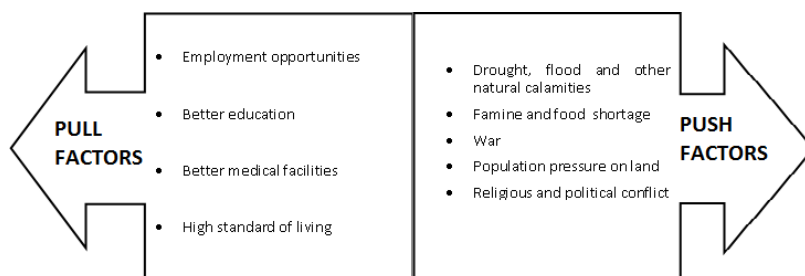 PULL
FACTORS
• Employment opportunities
• Better education
• Better medical facilities
• High standard of living
• Drought, flood and other
natural calamities
• Famine and food shortage
• War
• Population pressure on land
• Religious and political conflict
PUSH
FACTORS